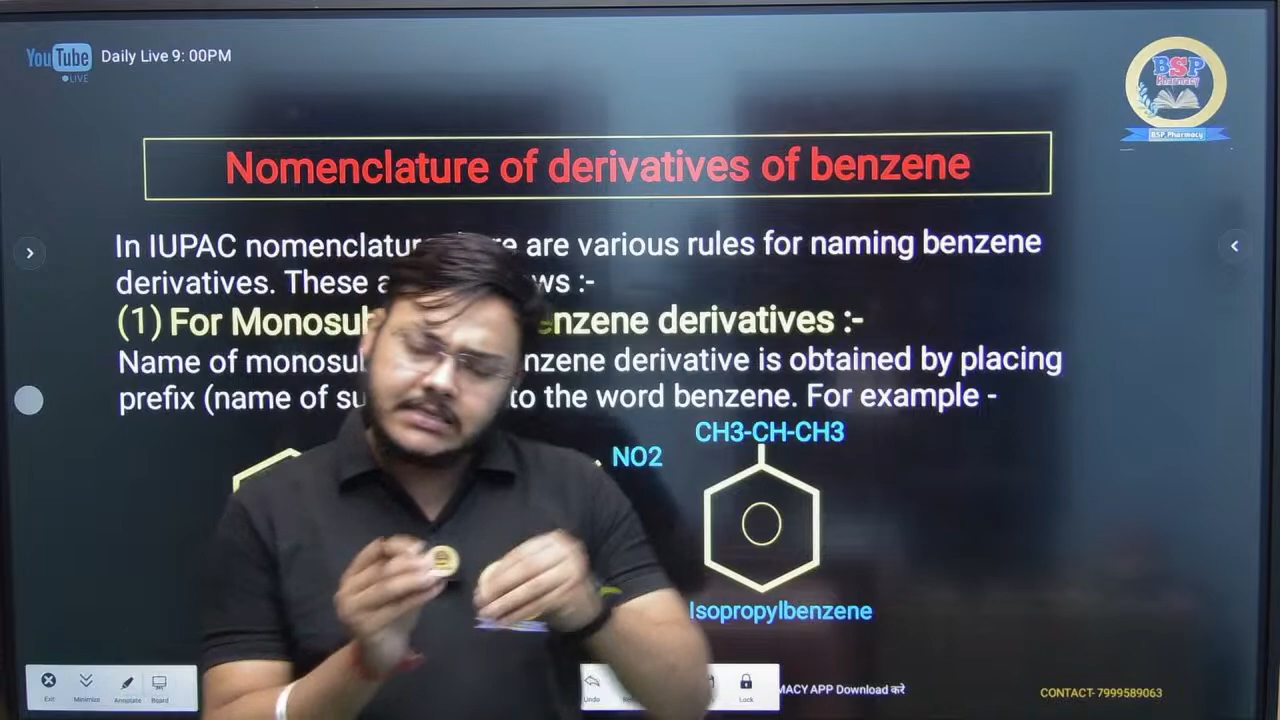 YouTube Daily Live 9: 00PM
LIVE
BSP
Pharmacy
BSP Pharmacy
Nomenclature of derivatives of benzene
In IUPAC nomenclatur re are various rules for naming benzene
derivatives. These a ws :-
(1) For Monosub enzene derivatives :-
Name of monosu nzene derivative is obtained by placing
prefix (name of su to the word benzene. For example -
CH3-CH-CH3
NO2
Isopropylbenzene
Exit Minimize Annotate Board Undo Lock
MACY APP Download करे
CONTACT- 7999589063